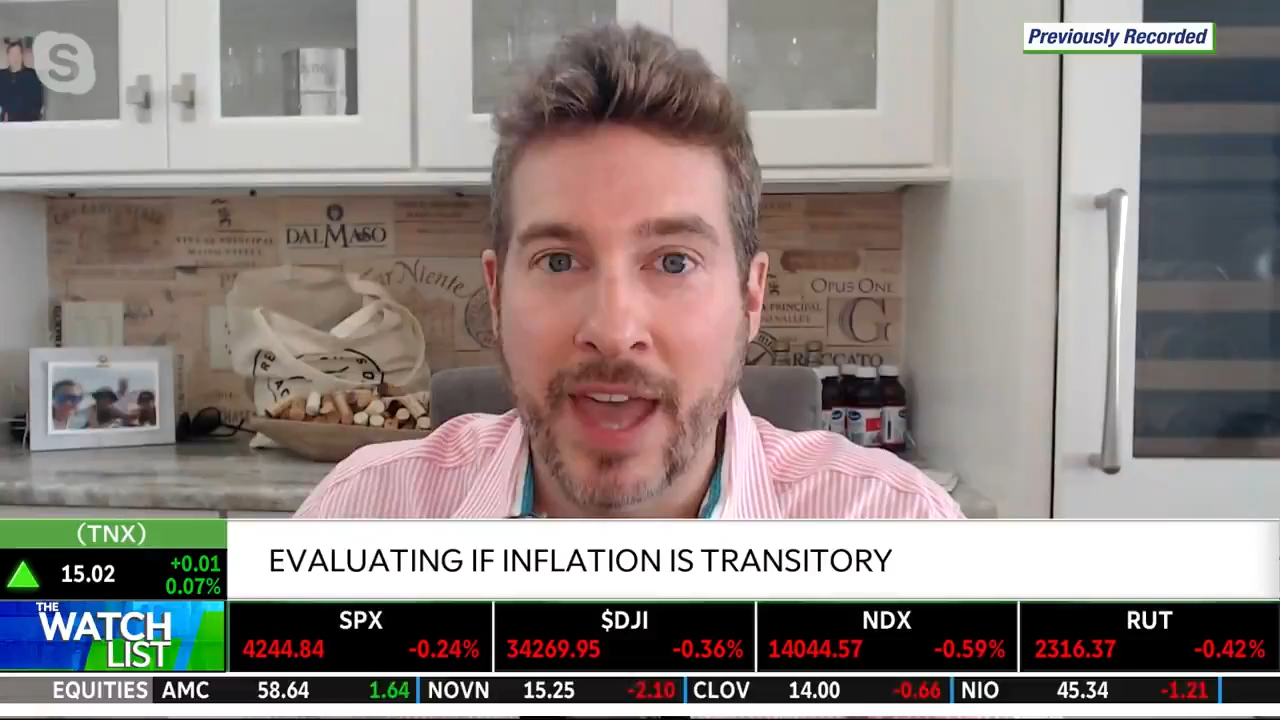 S
Previously Recorded
DALMASO
Far Niente
OPUS ONE
PRINCIPAL
G
(TNX)
15.02
+0.01
0.07%
EVALUATING IF INFLATION IS TRANSITORY
THE
WATCH
LIST
SPX
4244.84 -0.24%
$DJI
34269.95 -0.36%
NDX
14044.57 -0.59%
RUT
2316.37 -0.42%
EQUITIES AMC 58.64 1.64 NOVN 15.25 -2.10 CLOV 14.00 -0.66 NIO 45.34 -1.21